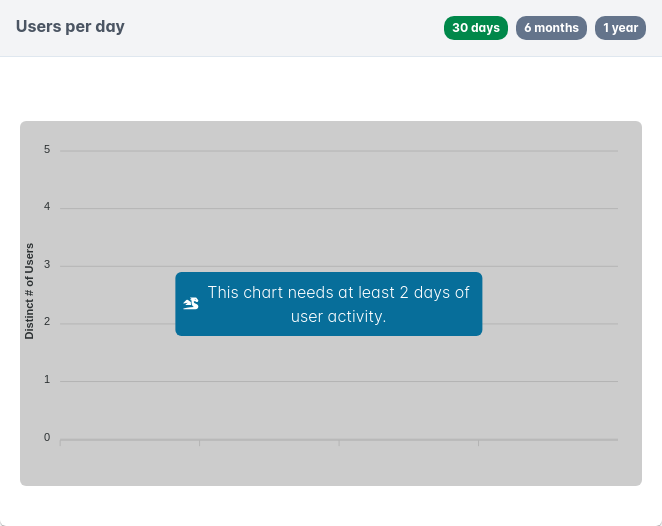 Users per day
30 days
6 months
1 year
5
4
3
2
1
0
Distinct # of Users
This chart needs at least 2 days of
user activity.